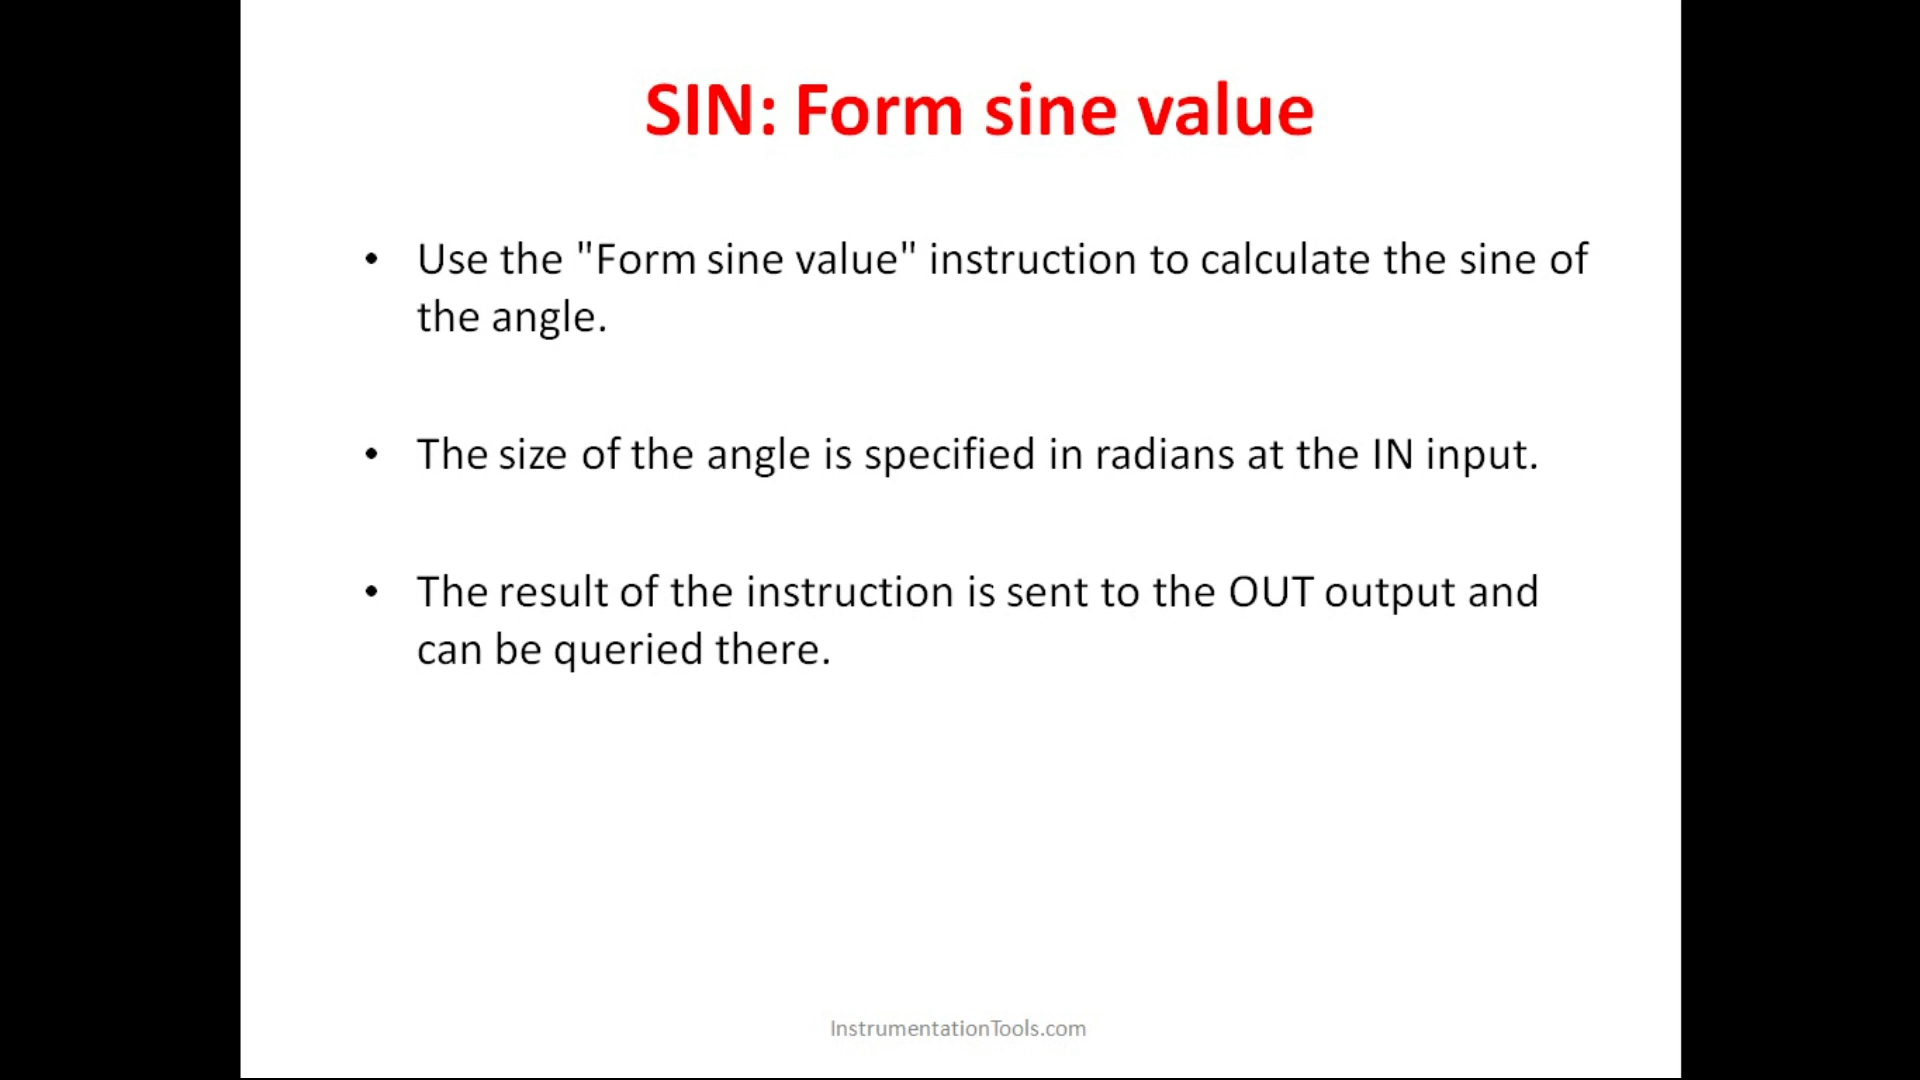 SIN: Form sine value
• Use the "Form sine value" instruction to calculate the sine of
the angle.
• The size of the angle is specified in radians at the IN input.
• The result of the instruction is sent to the OUT output and
can be queried there.
InstrumentationTools.com